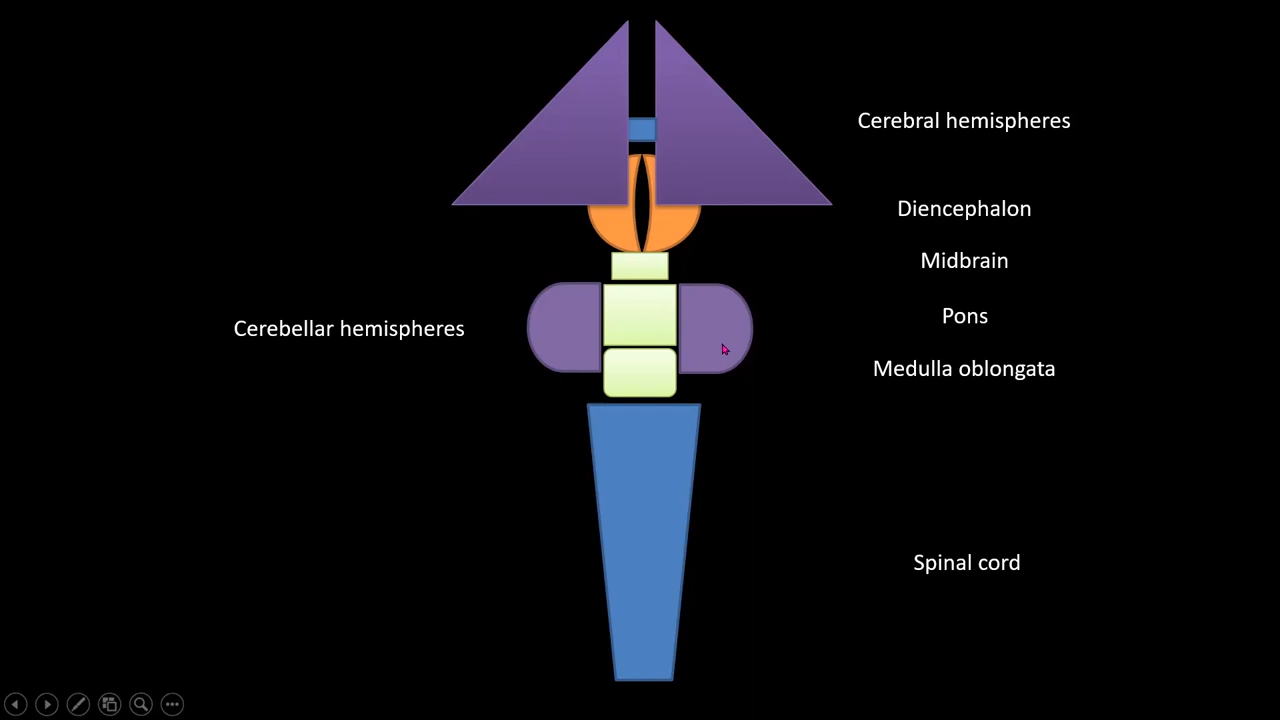 Cerebral hemispheres
Diencephalon
Midbrain
Pons
Cerebellar hemispheres
Medulla oblongata
Spinal cord